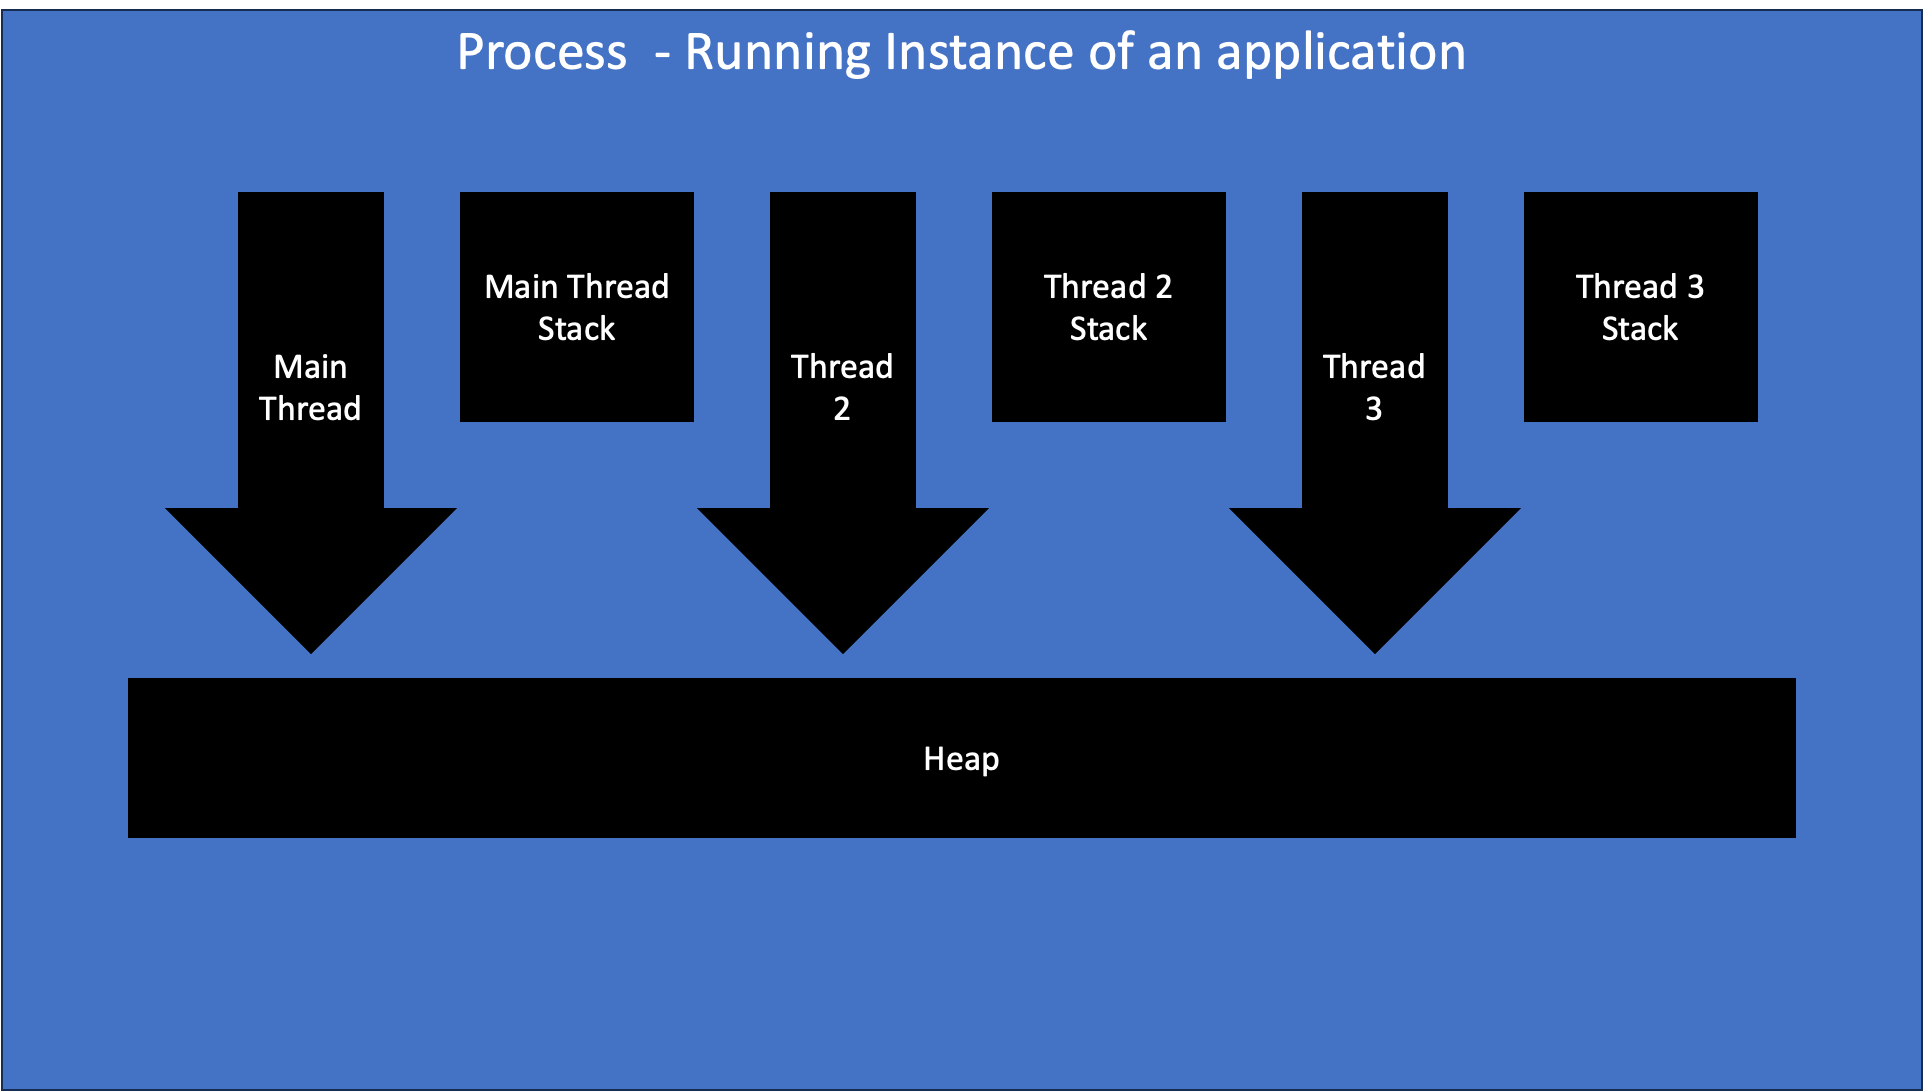 Process  - Running Instance of an application
Main Thread
Stack
Thread 2
Stack
Thread 3
Stack
Main
Thread
Thread
2
Thread
3
Heap